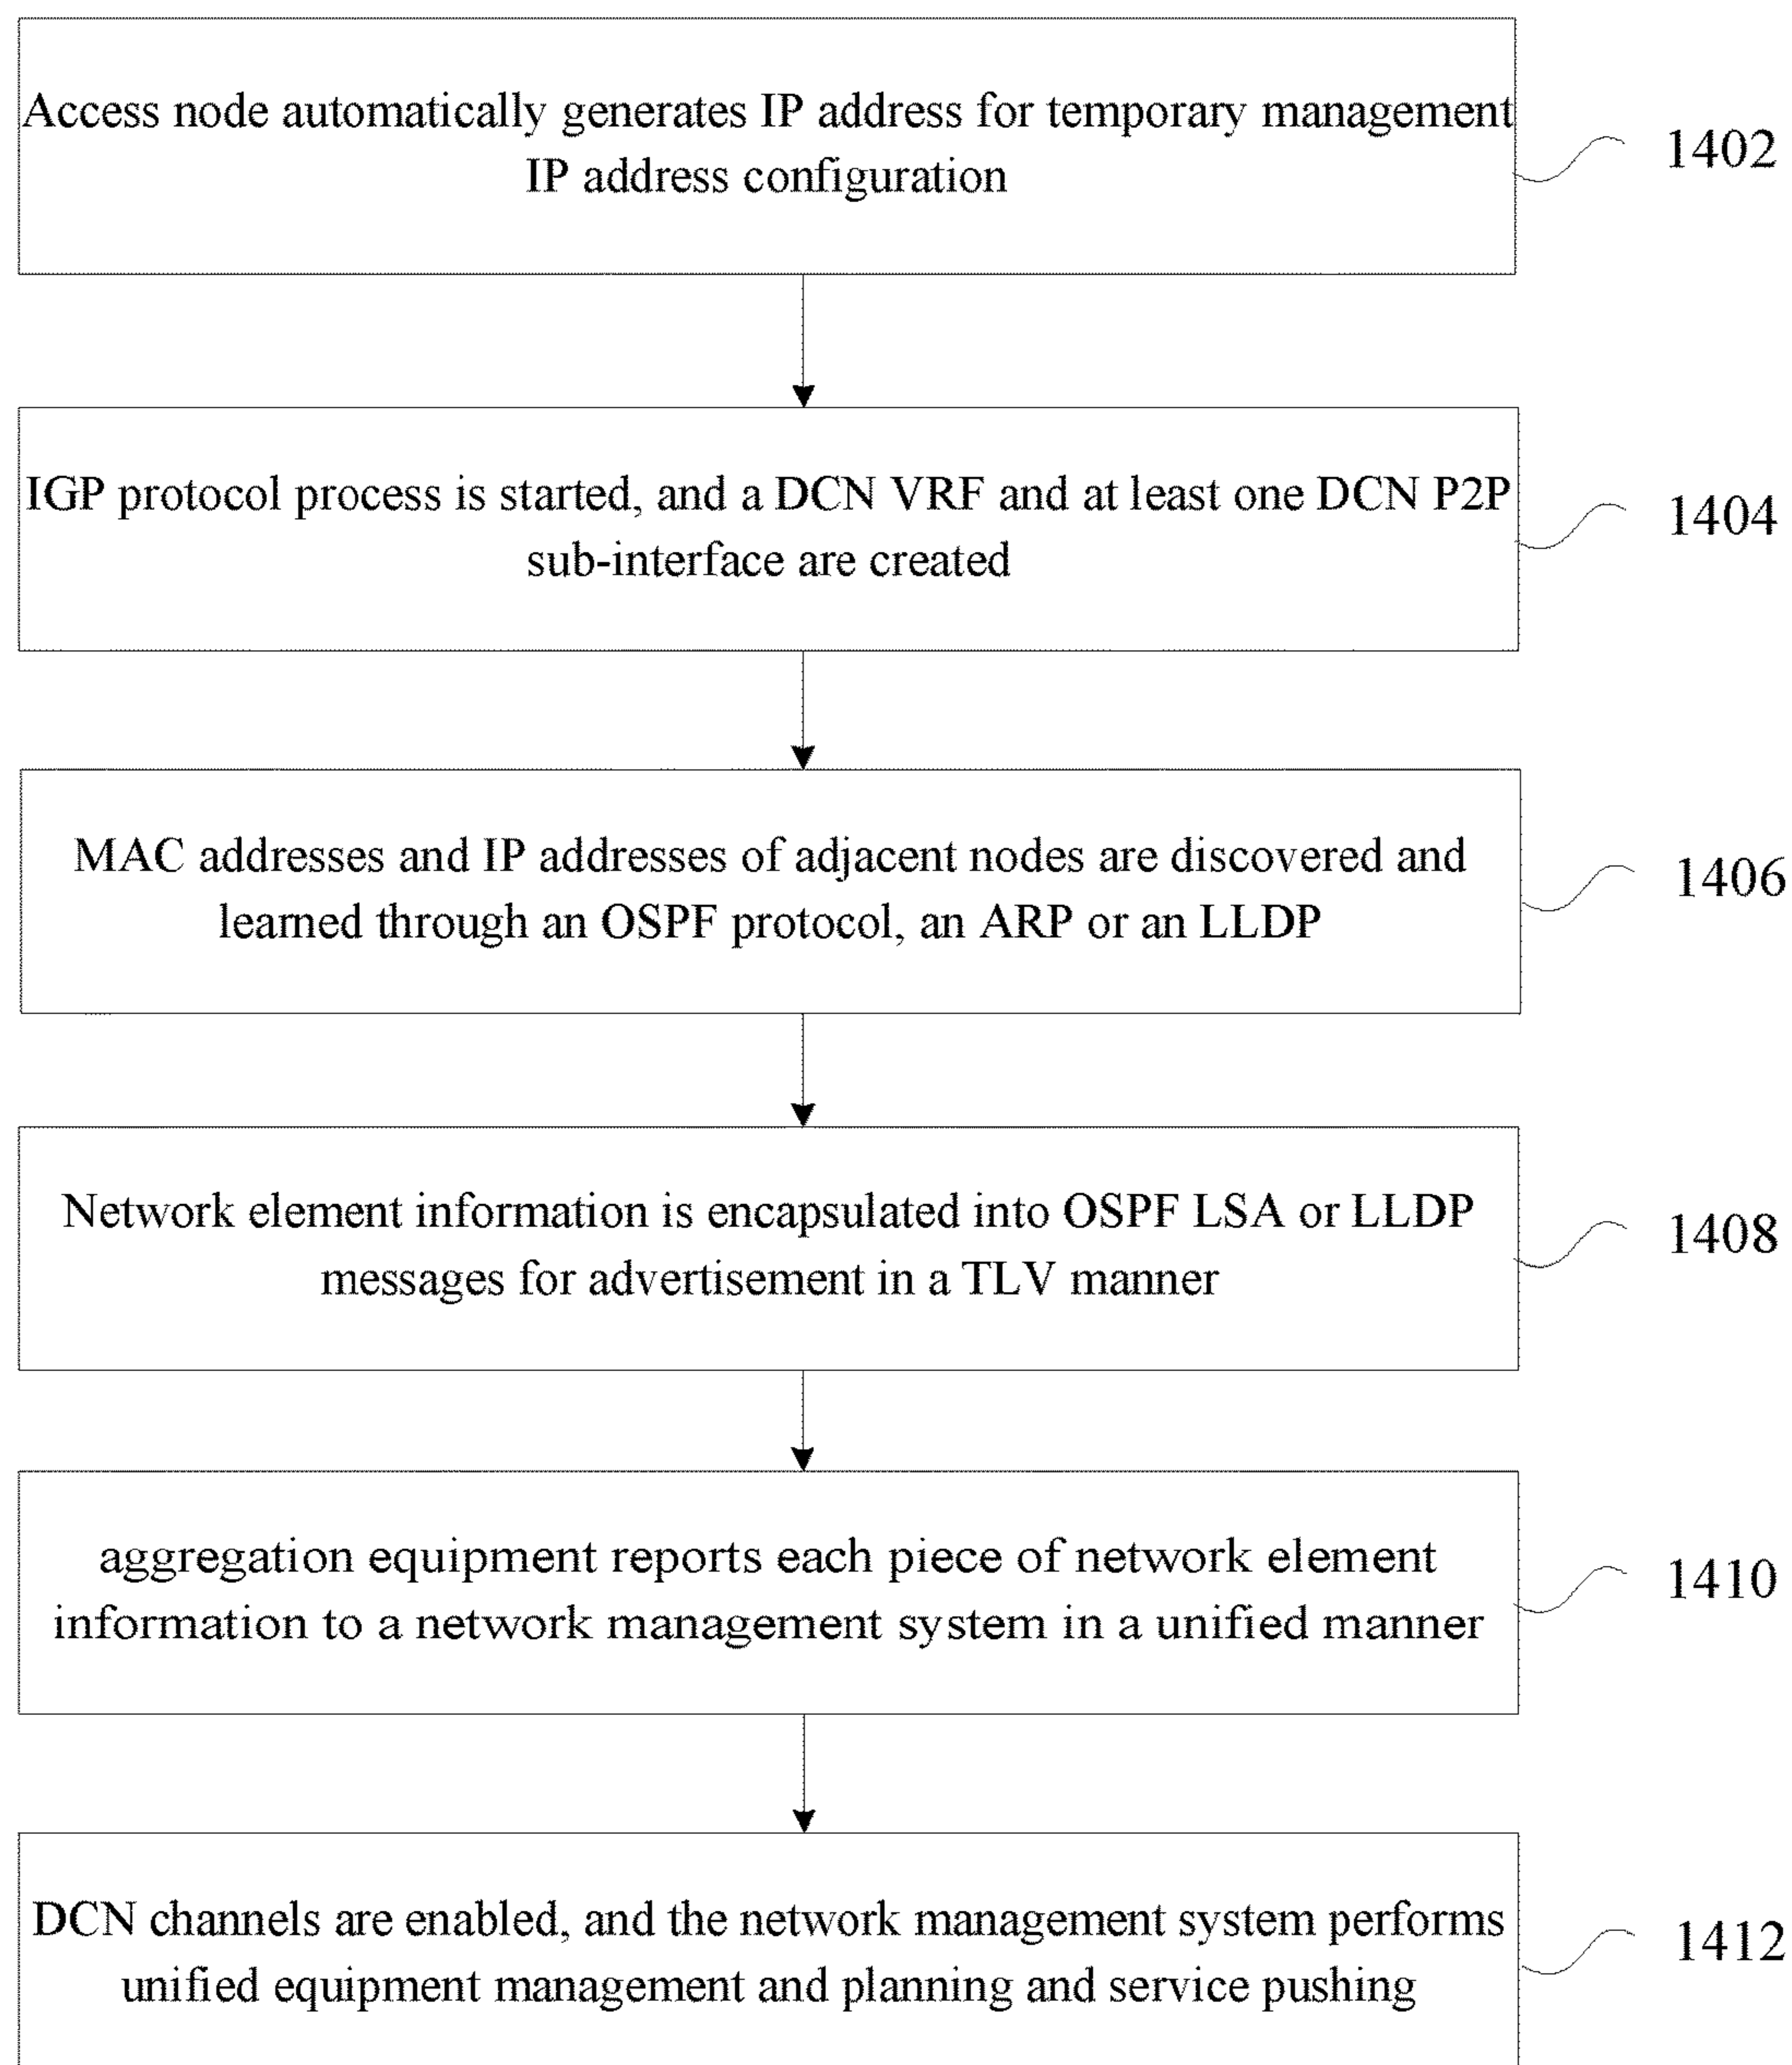 Access node automatically generates IP address for temporary management
IP address configuration
1402
IGP protocol process is started, and a DCN VRF and at least one DCN P2P
sub-interface are created
1404
MAC addresses and IP addresses of adjacent nodes are discovered and
learned through an OSPF protocol, an ARP or an LLDP
1406
Network element information is encapsulated into OSPF LSA or LLDP
messages for advertisement in a TLV manner
1408
aggregation equipment reports each piece of network element
information to a network management system in a unified manner
1410
DCN channels are enabled, and the network management system performs
unified equipment management and planning and service pushing
1412